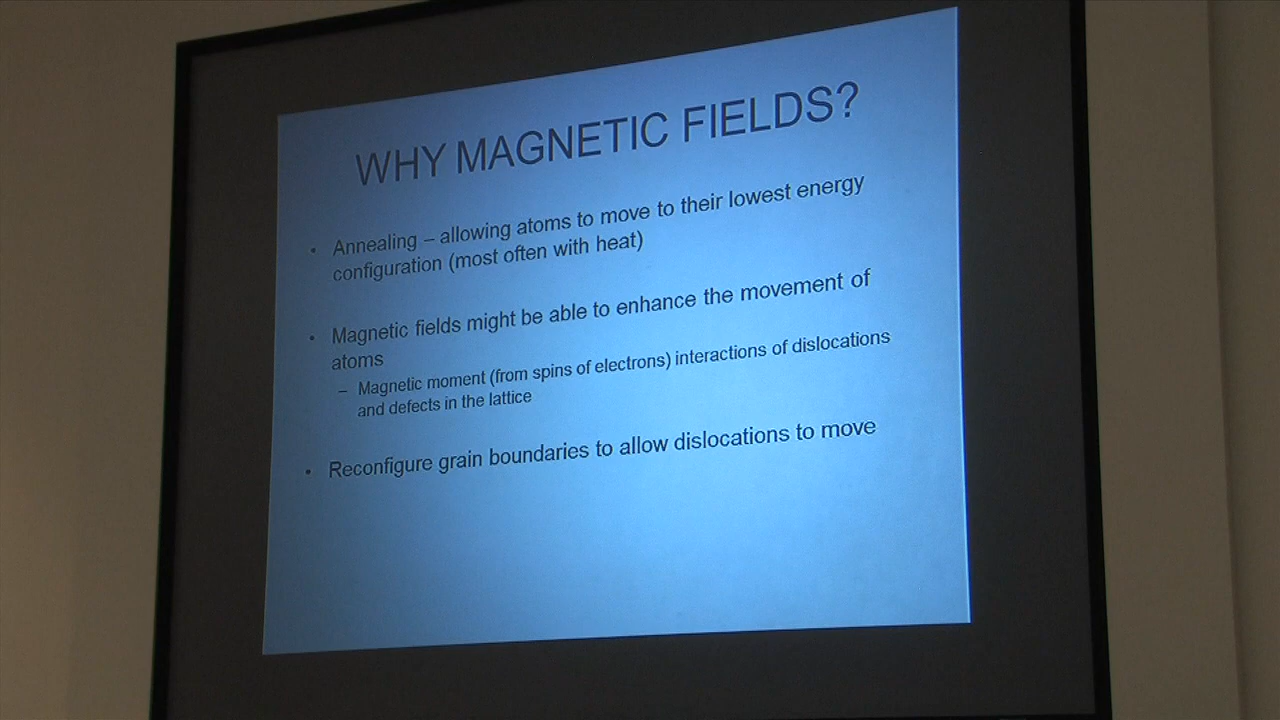 WHY MAGNETIC FIELDS?
• Annealing – allowing atoms to move to their lowest energy
configuration (most often with heat)
• Magnetic fields might be able to enhance the movement of
atoms
– Magnetic moment (from spins of electrons) interactions of dislocations
and defects in the lattice
• Reconfigure grain boundaries to allow dislocations to move